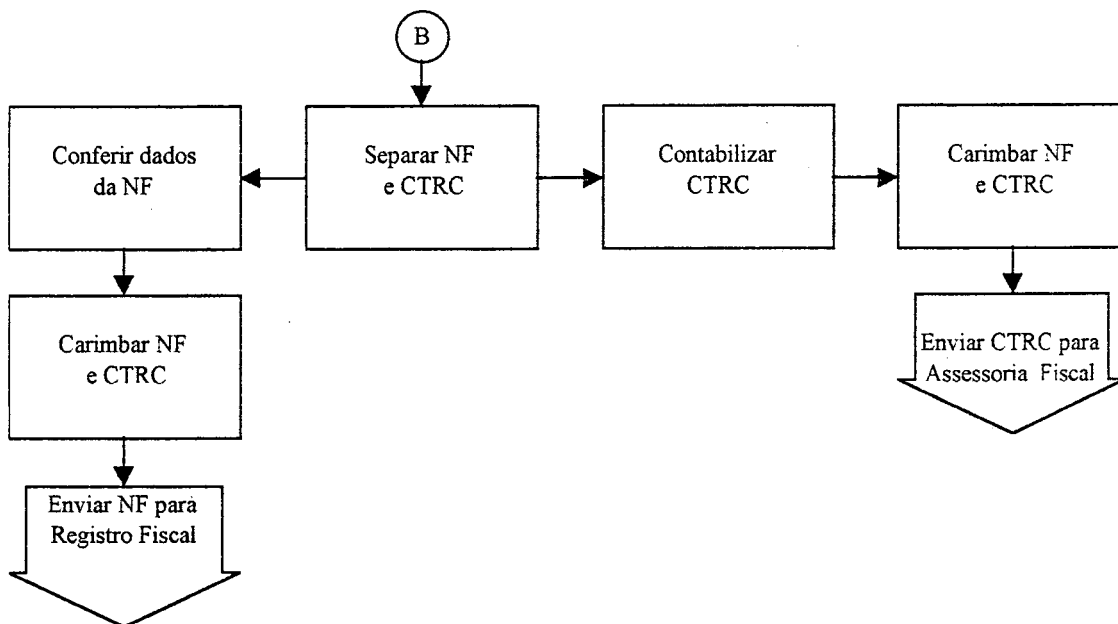 B
Conferir dados
da NF
Separar NF
e CTRC
Contabilizar
CTRC
Carimbar NF
e CTRC
Carimbar NF
e CTRC
Enviar CTRC para
Assessoria Fiscal
Enviar NF para
Registro Fiscal